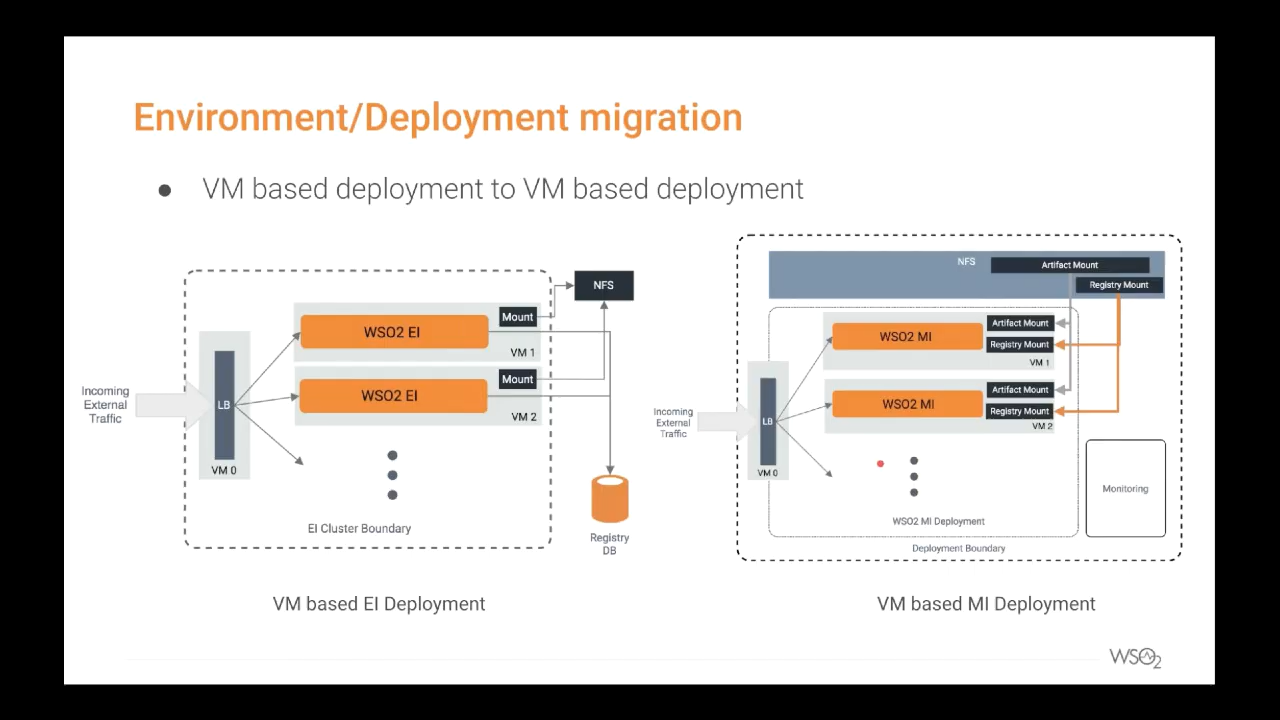 Environment/Deployment migration
● VM based deployment to VM based deployment
NFS
Mount
WSO2 EI
VM 1
Mount
WSO2 EI
VM 2
Incoming
External
Traffic
LB
VM 0
EI Cluster Boundary
Registry
DB
VM based EI Deployment
NFS
Artifact Mount
Registry Mount
Artifact Mount
WSO2 MI
Registry Mount
VM 1
Artifact Mount
WSO2 MI
Registry Mount
VM 2
Incoming
External
Traffic
LB
VM 0
Monitoring
WSO2 MI Deployment
Deployment Boundary
VM based MI Deployment
WSO2